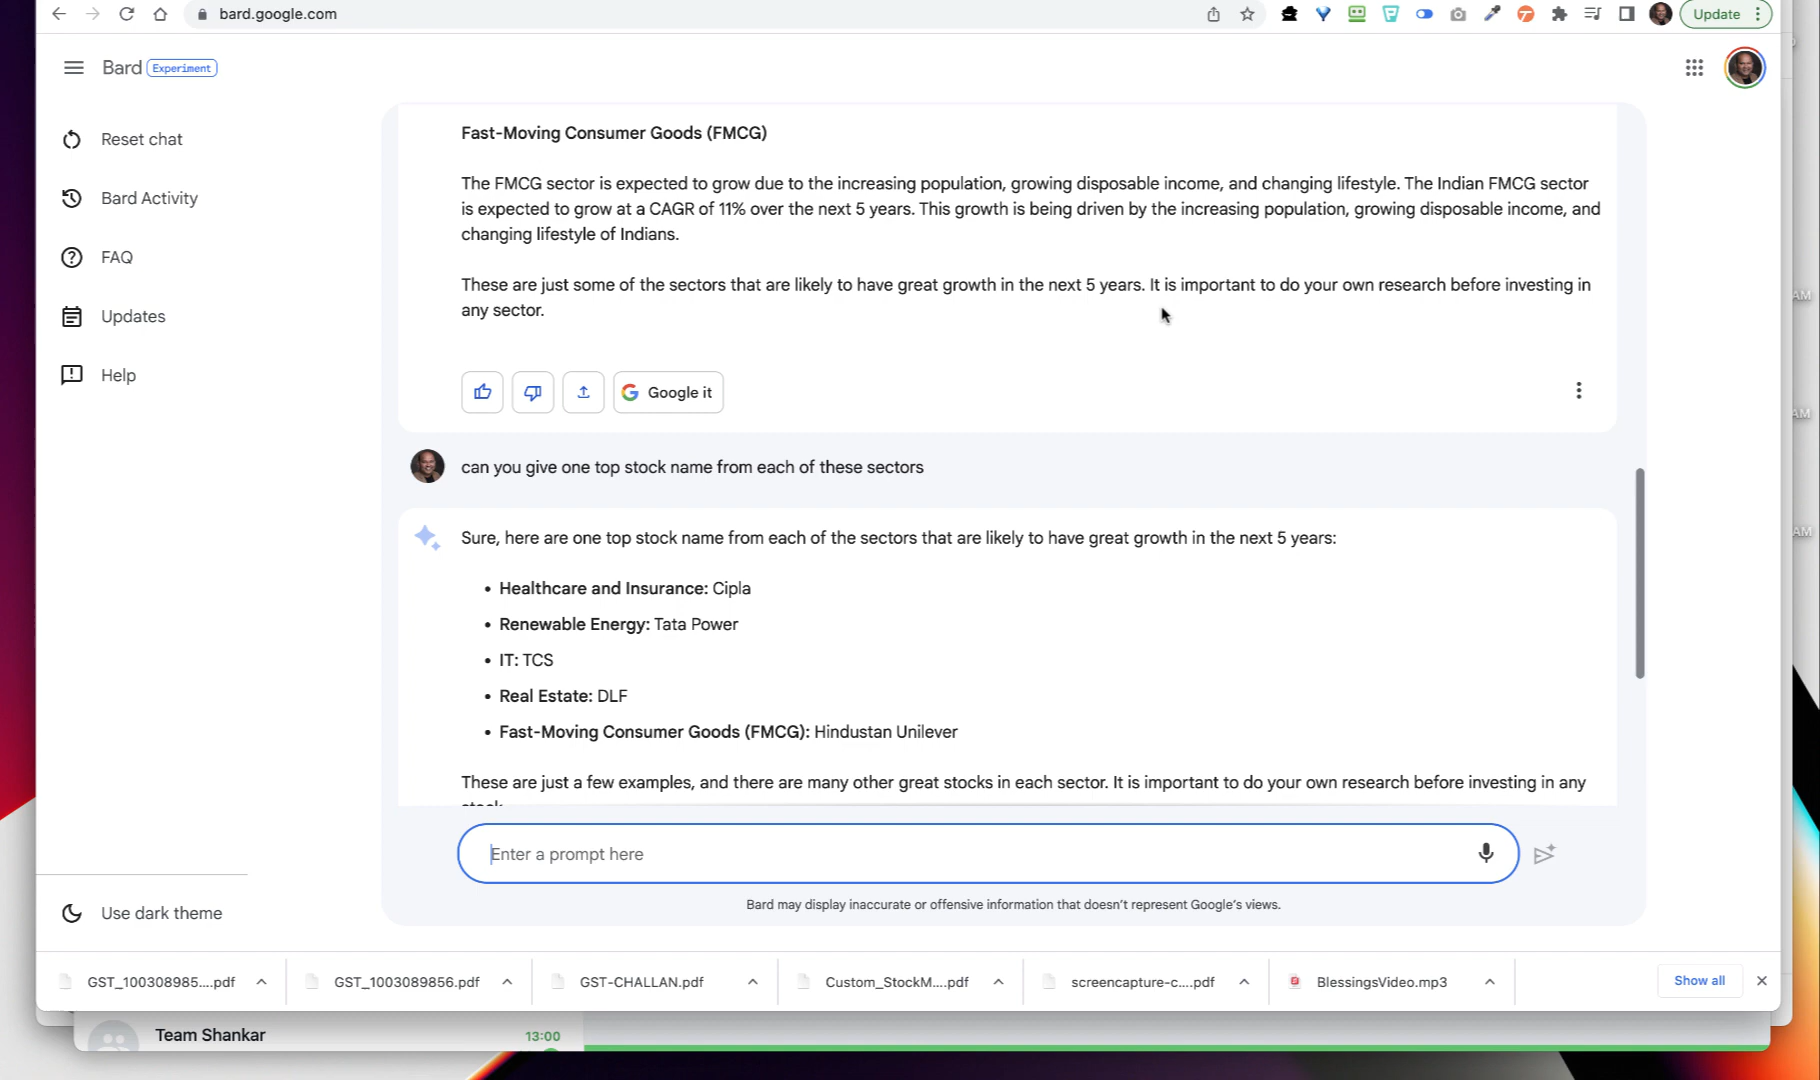 bard.google.com
Update
Bard Experiment
Reset chat
Bard Activity
FAQ
Updates
Help
Use dark theme
Fast-Moving Consumer Goods (FMCG)
The FMCG sector is expected to grow due to the increasing population, growing disposable income, and changing lifestyle. The Indian FMCG sector
is expected to grow at a CAGR of 11% over the next 5 years. This growth is being driven by the increasing population, growing disposable income, and
changing lifestyle of Indians.
These are just some of the sectors that are likely to have great growth in the next 5 years. It is important to do your own research before investing in
any sector.
Google it
can you give one top stock name from each of these sectors
Sure, here are one top stock name from each of the sectors that are likely to have great growth in the next 5 years:
• Healthcare and Insurance: Cipla
• Renewable Energy: Tata Power
• IT: TCS
• Real Estate: DLF
• Fast-Moving Consumer Goods (FMCG): Hindustan Unilever
These are just a few examples, and there are many other great stocks in each sector. It is important to do your own research before investing in any
Enter a prompt here
Bard may display inaccurate or offensive information that doesn't represent Google's views.
GST_100308985....pdf
GST_1003089856.pdf
GST-CHALLAN.pdf
Custom_StockM....pdf
screencapture-c....pdf
BlessingsVideo.mp3
Show all
Team Shankar
13:00
AM
AM
AM